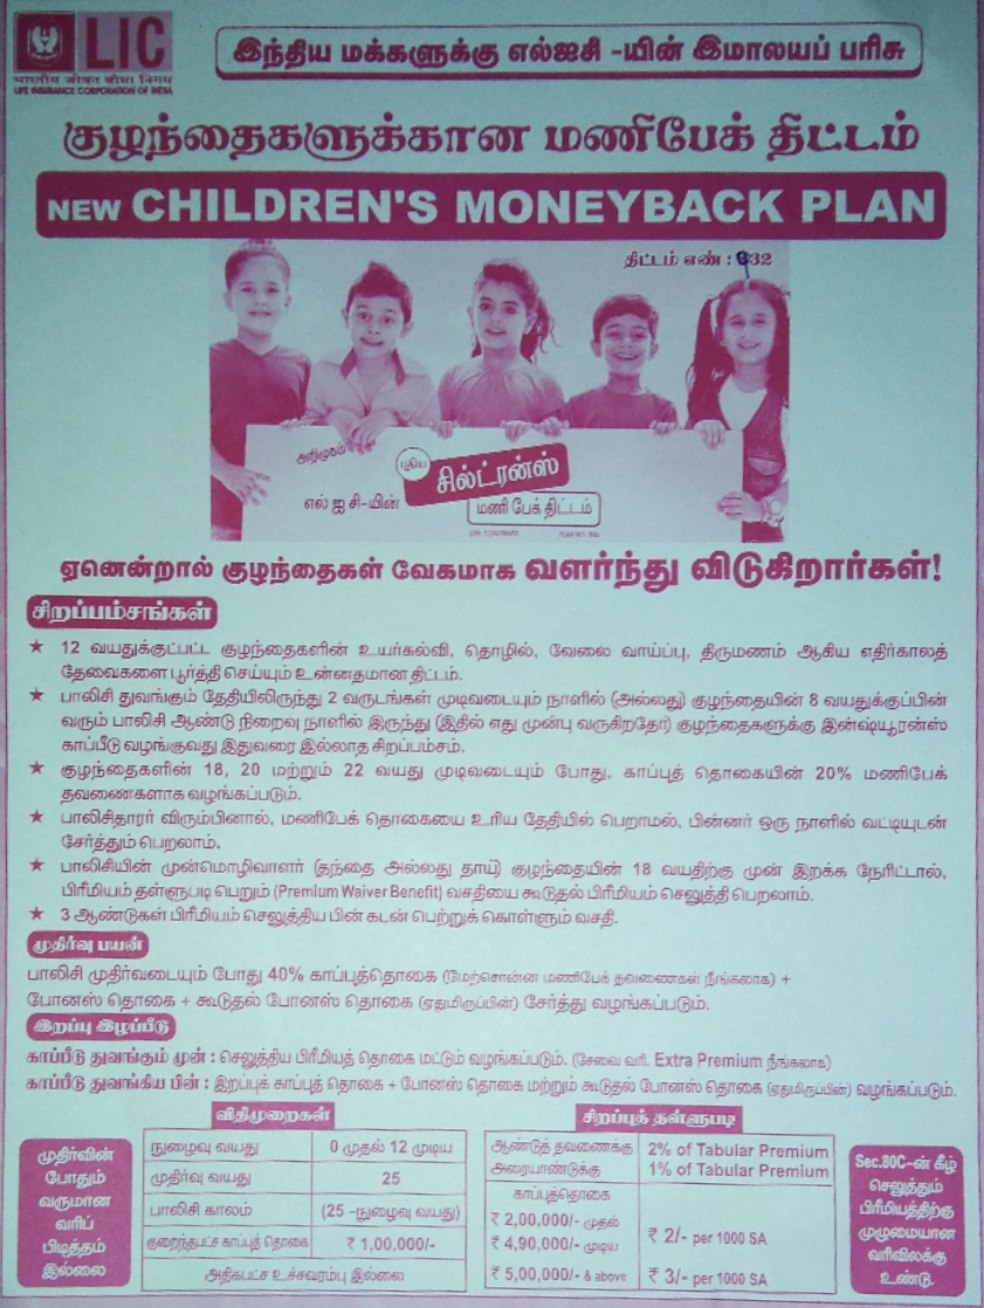 LIC
भारतीय जीवन बीमा निगम
LIFE INSURANCE CORPORATION OF INDIA
இந்திய மக்களுக்கு எல்ஐசி -யின் இமாலயப் பரிசு
குழந்தைகளுக்கான மணிபேக் திட்டம்
NEW CHILDREN'S MONEYBACK PLAN
திட்டம் எண் : 932
அறிமுகம்
புதிய
சில்ட்ரன்ஸ்
எல் ஐ சி-யின்
மணி பேக் திட்டம்
ஏனென்றால் குழந்தைகள் வேகமாக வளர்ந்து விடுகிறார்கள்!
சிறப்பம்சங்கள்
★ 12 வயதுக்குட்பட்ட குழந்தைகளின் உயர்கல்வி, தொழில், வேலை வாய்ப்பு, திருமணம் ஆகிய எதிர்காலத்
தேவைகளை பூர்த்தி செய்யும் உன்னதமான திட்டம்.
★ பாலிசி துவங்கும் தேதியிலிருந்து 2 வருடங்கள் முடிவடையும் நாளில் (அல்லது) குழந்தையின் 8 வயதுக்குப்பின்
வரும் பாலிசி ஆண்டு நிறைவு நாளில் இருந்து (இதில் எது முன்பு வருகிறதோ) குழந்தைகளுக்கு இன்ஷ்யூரன்ஸ்
காப்பீடு வழங்குவது இதுவரை இல்லாத சிறப்பம்சம்.
★ குழந்தைகளின் 18, 20 மற்றும் 22 வயது முடிவடையும் போது, காப்புத் தொகையின் 20% மணிபேக்
தவணைகளாக வழங்கப்படும்.
★ பாலிசிதாரர் விரும்பினால், மணிபேக் தொகையை உரிய தேதியில் பெறாமல், பின்னர் ஒரு நாளில் வட்டியுடன்
சேர்த்தும் பெறலாம்.
★ பாலிசியின் முன்மொழிவாளர் (தந்தை அல்லது தாய்) குழந்தையின் 18 வயதிற்கு முன் இறக்க நேரிட்டால்,
பிரீமியம் தள்ளுபடி பெறும் (Premium Waiver Benefit) வசதியை கூடுதல் பிரீமியம் செலுத்தி பெறலாம்.
★ 3 ஆண்டுகள் பிரீமியம் செலுத்திய பின் கடன் பெற்றுக் கொள்ளும் வசதி.
முதிர்வு பயன்
பாலிசி முதிர்வடையும் போது 40% காப்புத்தொகை (மேற்சொன்ன மணிபேக் தவணைகள் நீங்கலாக) +
போனஸ் தொகை + கூடுதல் போனஸ் தொகை (ஏதுமிருப்பின்) சேர்த்து வழங்கப்படும்.
இறப்பு இழப்பீடு
காப்பீடு துவங்கும் முன் : செலுத்திய பிரீமியத் தொகை மட்டும் வழங்கப்படும். (சேவை வரி, Extra Premium நீங்கலாக)
காப்பீடு துவங்கிய பின் : இறப்புக் காப்புத் தொகை + போனஸ் தொகை மற்றும் கூடுதல் போனஸ் தொகை (ஏதுமிருப்பின்) வழங்கப்படும்.
முதிர்வின்
போதும்
வருமான
வரிப்
பிடித்தம்
இல்லை
விதிமுறைகள்
நுழைவு வயது 0 முதல் 12 முடிய
முதிர்வு வயது 25
பாலிசி காலம் (25 -நுழைவு வயது)
குறைந்தபட்ச காப்புத் தொகை ₹ 1,00,000/-
அதிகபட்ச உச்சவரம்பு இல்லை
சிறப்புத் தள்ளுபடி
ஆண்டுத் தவணைக்கு 2% of Tabular Premium
அரையாண்டுக்கு 1% of Tabular Premium
காப்புத்தொகை
₹ 2,00,000/- முதல்
₹ 4,90,000/- முடிய ₹ 2/- per 1000 SA
₹ 5,00,000/- & above ₹ 3/- per 1000 SA
Sec.80C-ன் கீழ்
செலுத்தும்
பிரீமியத்திற்கு
முழுமையான
வரிவிலக்கு
உண்டு.